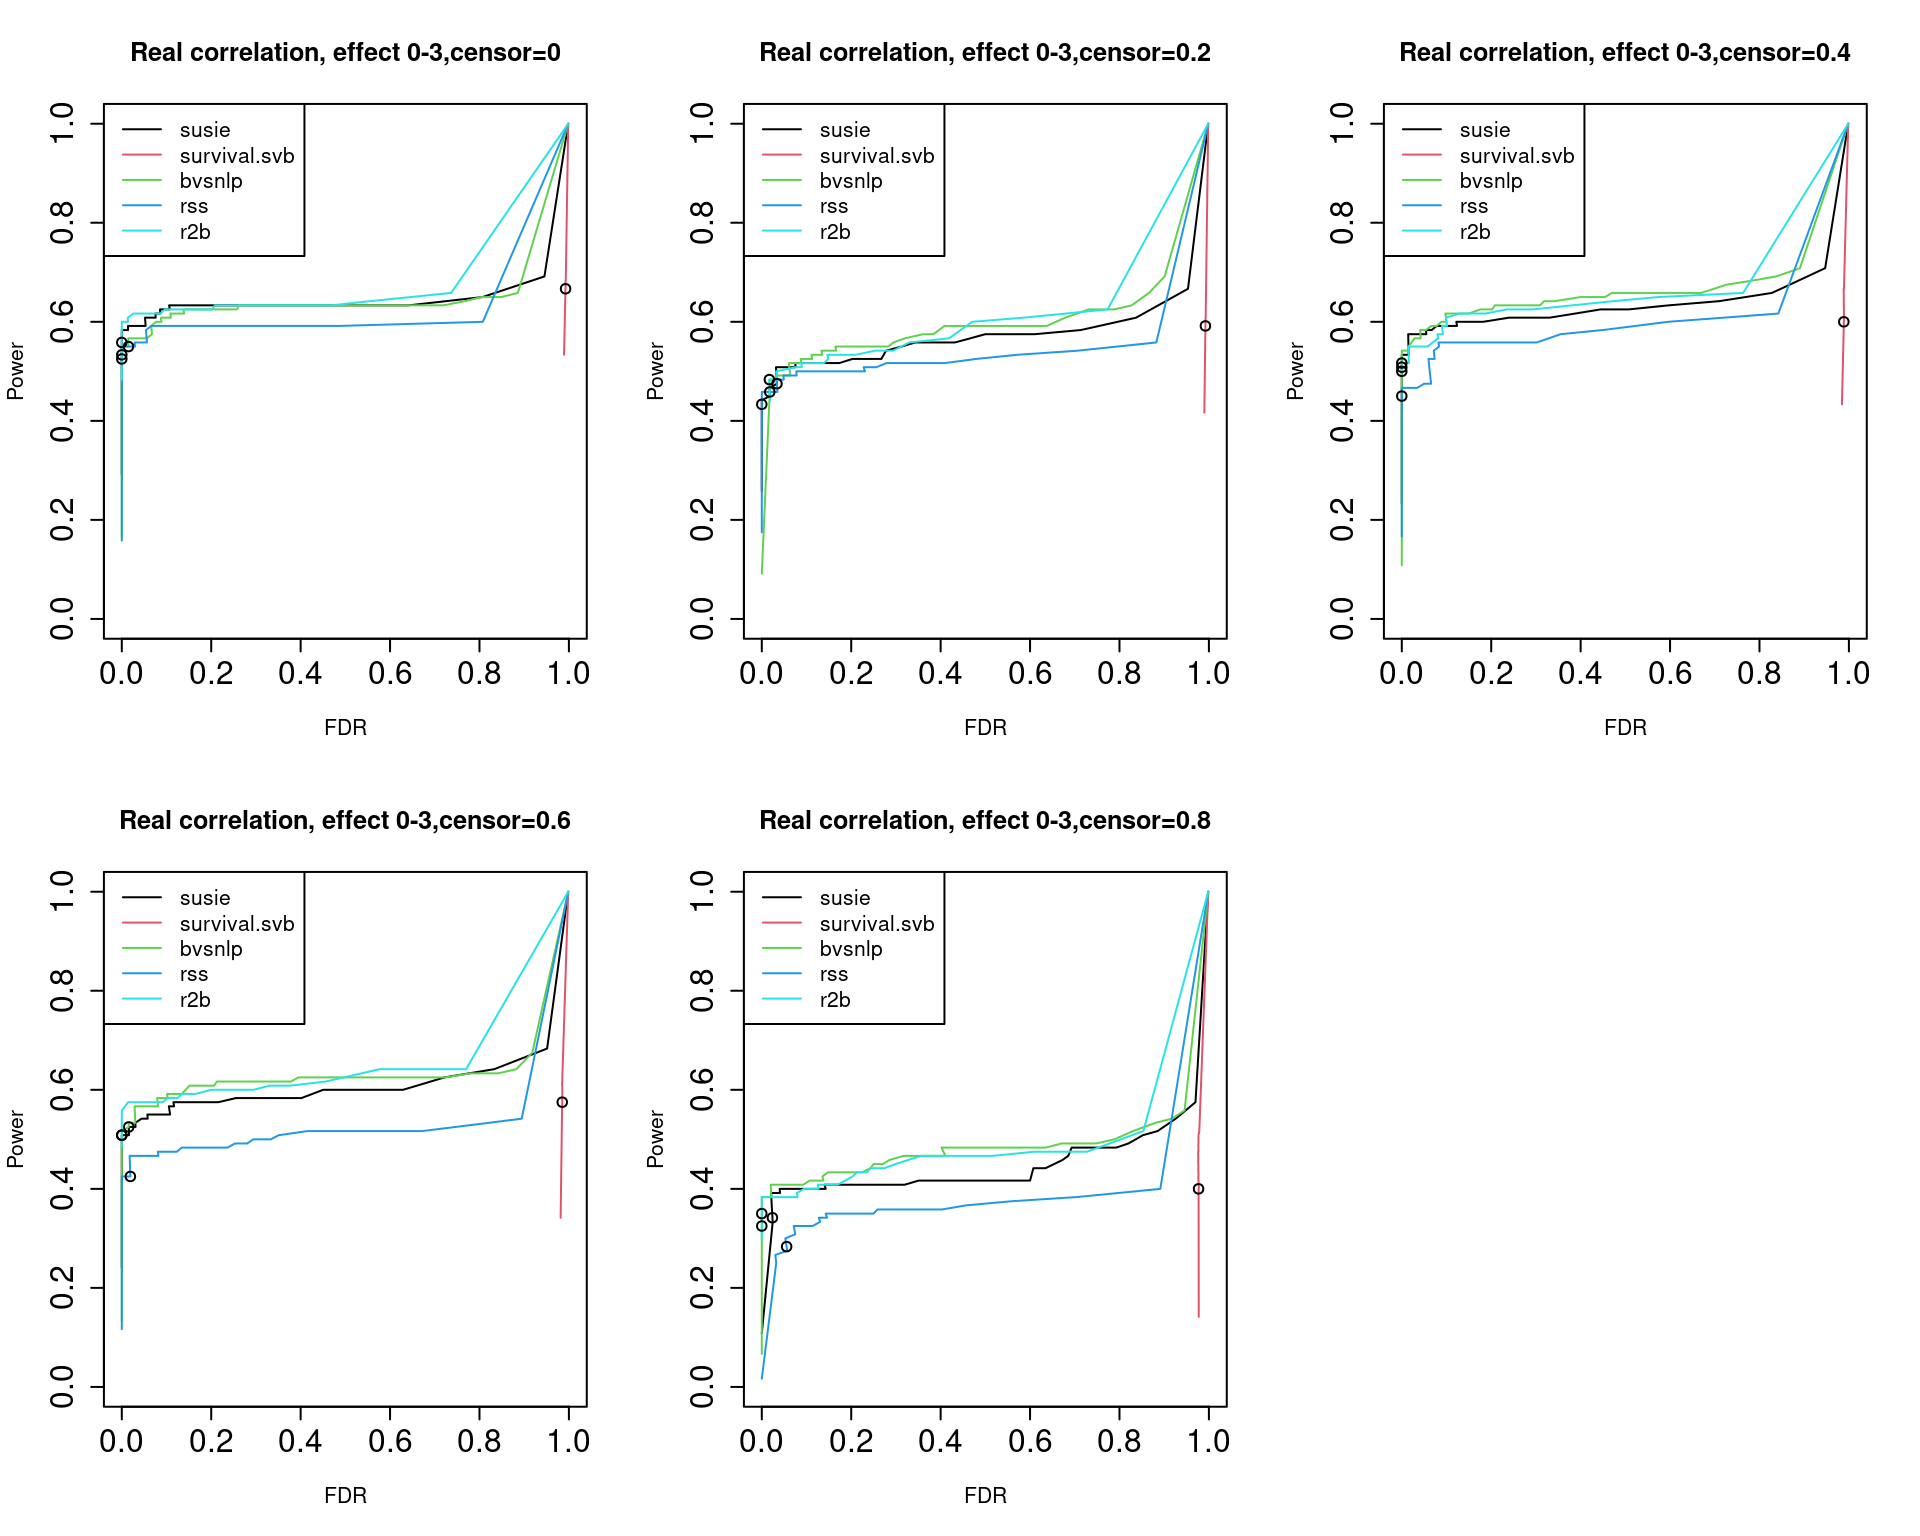 Real correlation, effect 0-3,censor=0
susie
survival.svb
bvsnlp
rss
r2b
Power
0.0 0.2 0.4 0.6 0.8 1.0
0.0 0.2 0.4 0.6 0.8 1.0
FDR
Real correlation, effect 0-3,censor=0.2
susie
survival.svb
bvsnlp
rss
r2b
Power
0.0 0.2 0.4 0.6 0.8 1.0
0.0 0.2 0.4 0.6 0.8 1.0
FDR
Real correlation, effect 0-3,censor=0.4
susie
survival.svb
bvsnlp
rss
r2b
Power
0.0 0.2 0.4 0.6 0.8 1.0
0.0 0.2 0.4 0.6 0.8 1.0
FDR
Real correlation, effect 0-3,censor=0.6
susie
survival.svb
bvsnlp
rss
r2b
Power
0.0 0.2 0.4 0.6 0.8 1.0
0.0 0.2 0.4 0.6 0.8 1.0
FDR
Real correlation, effect 0-3,censor=0.8
susie
survival.svb
bvsnlp
rss
r2b
Power
0.0 0.2 0.4 0.6 0.8 1.0
0.0 0.2 0.4 0.6 0.8 1.0
FDR